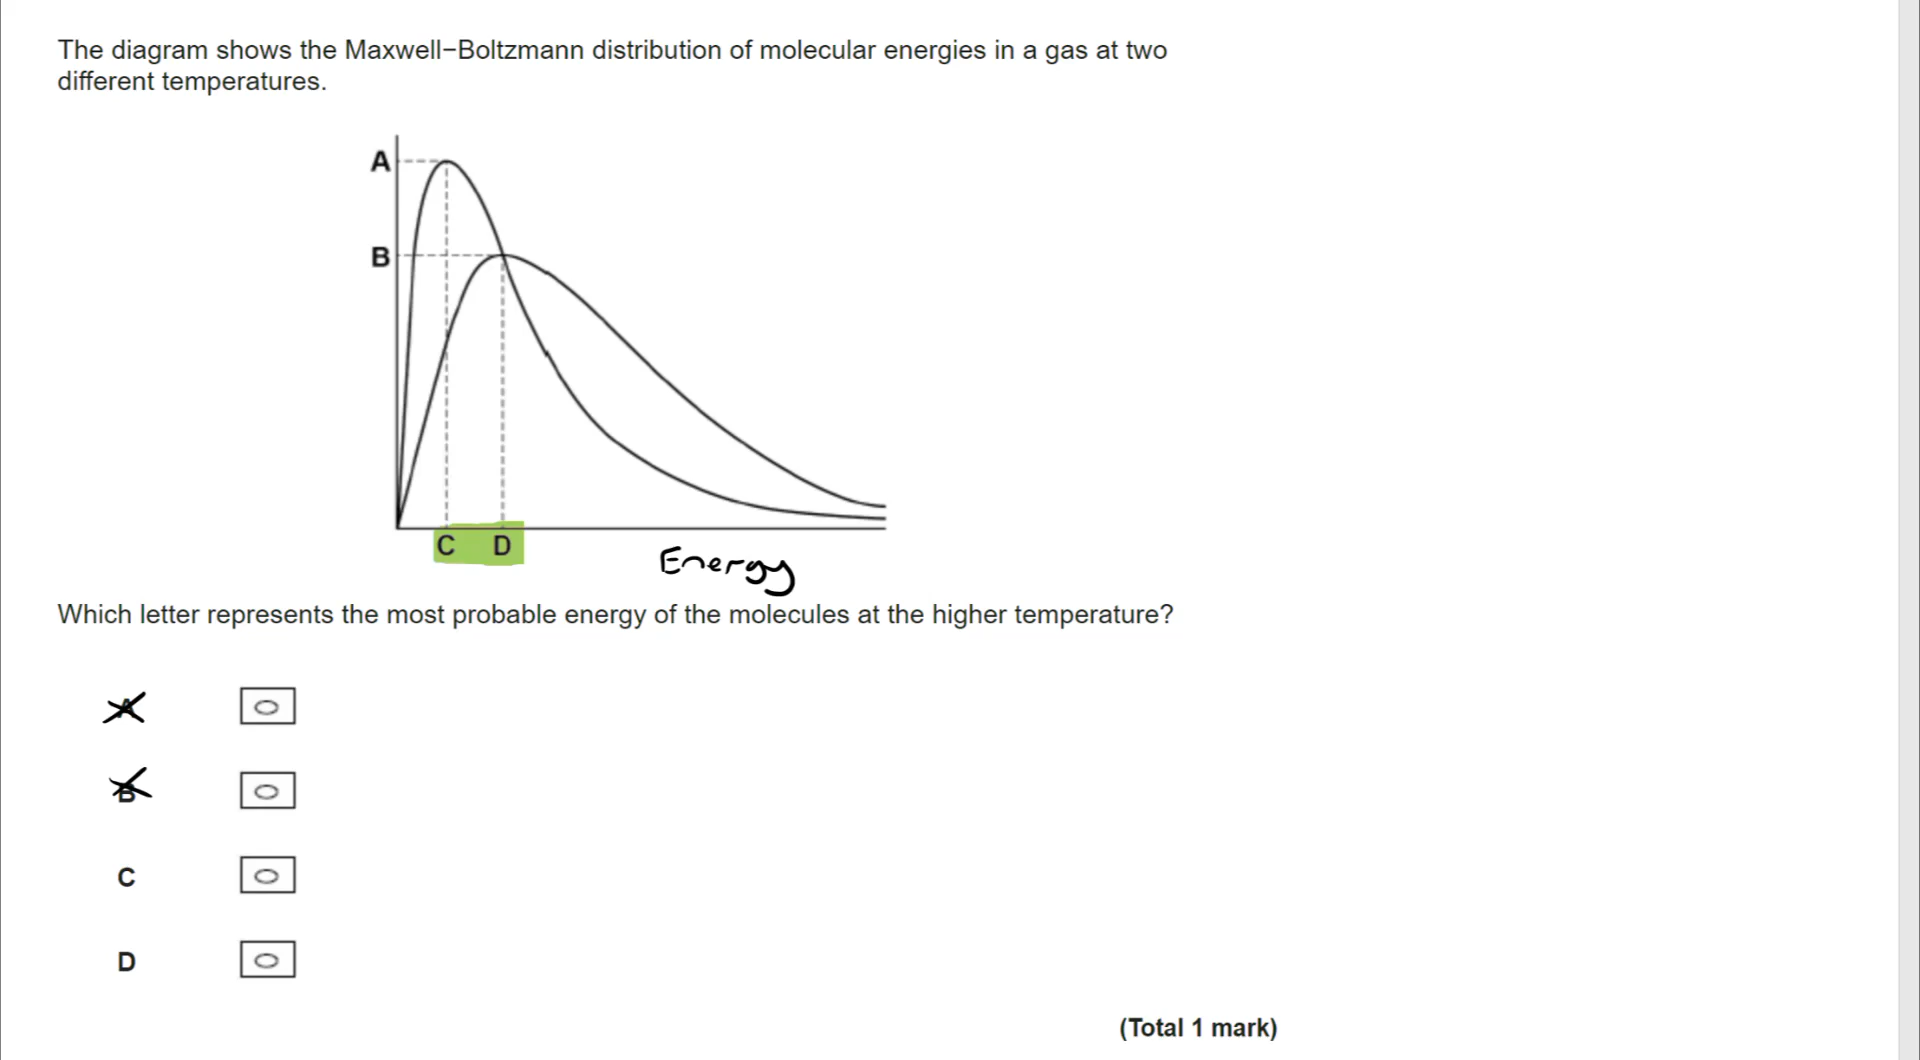 The diagram shows the Maxwell−Boltzmann distribution of molecular energies in a gas at two
different temperatures.
A
B
C D
Energy
Which letter represents the most probable energy of the molecules at the higher temperature?
A
B
C
D
(Total 1 mark)